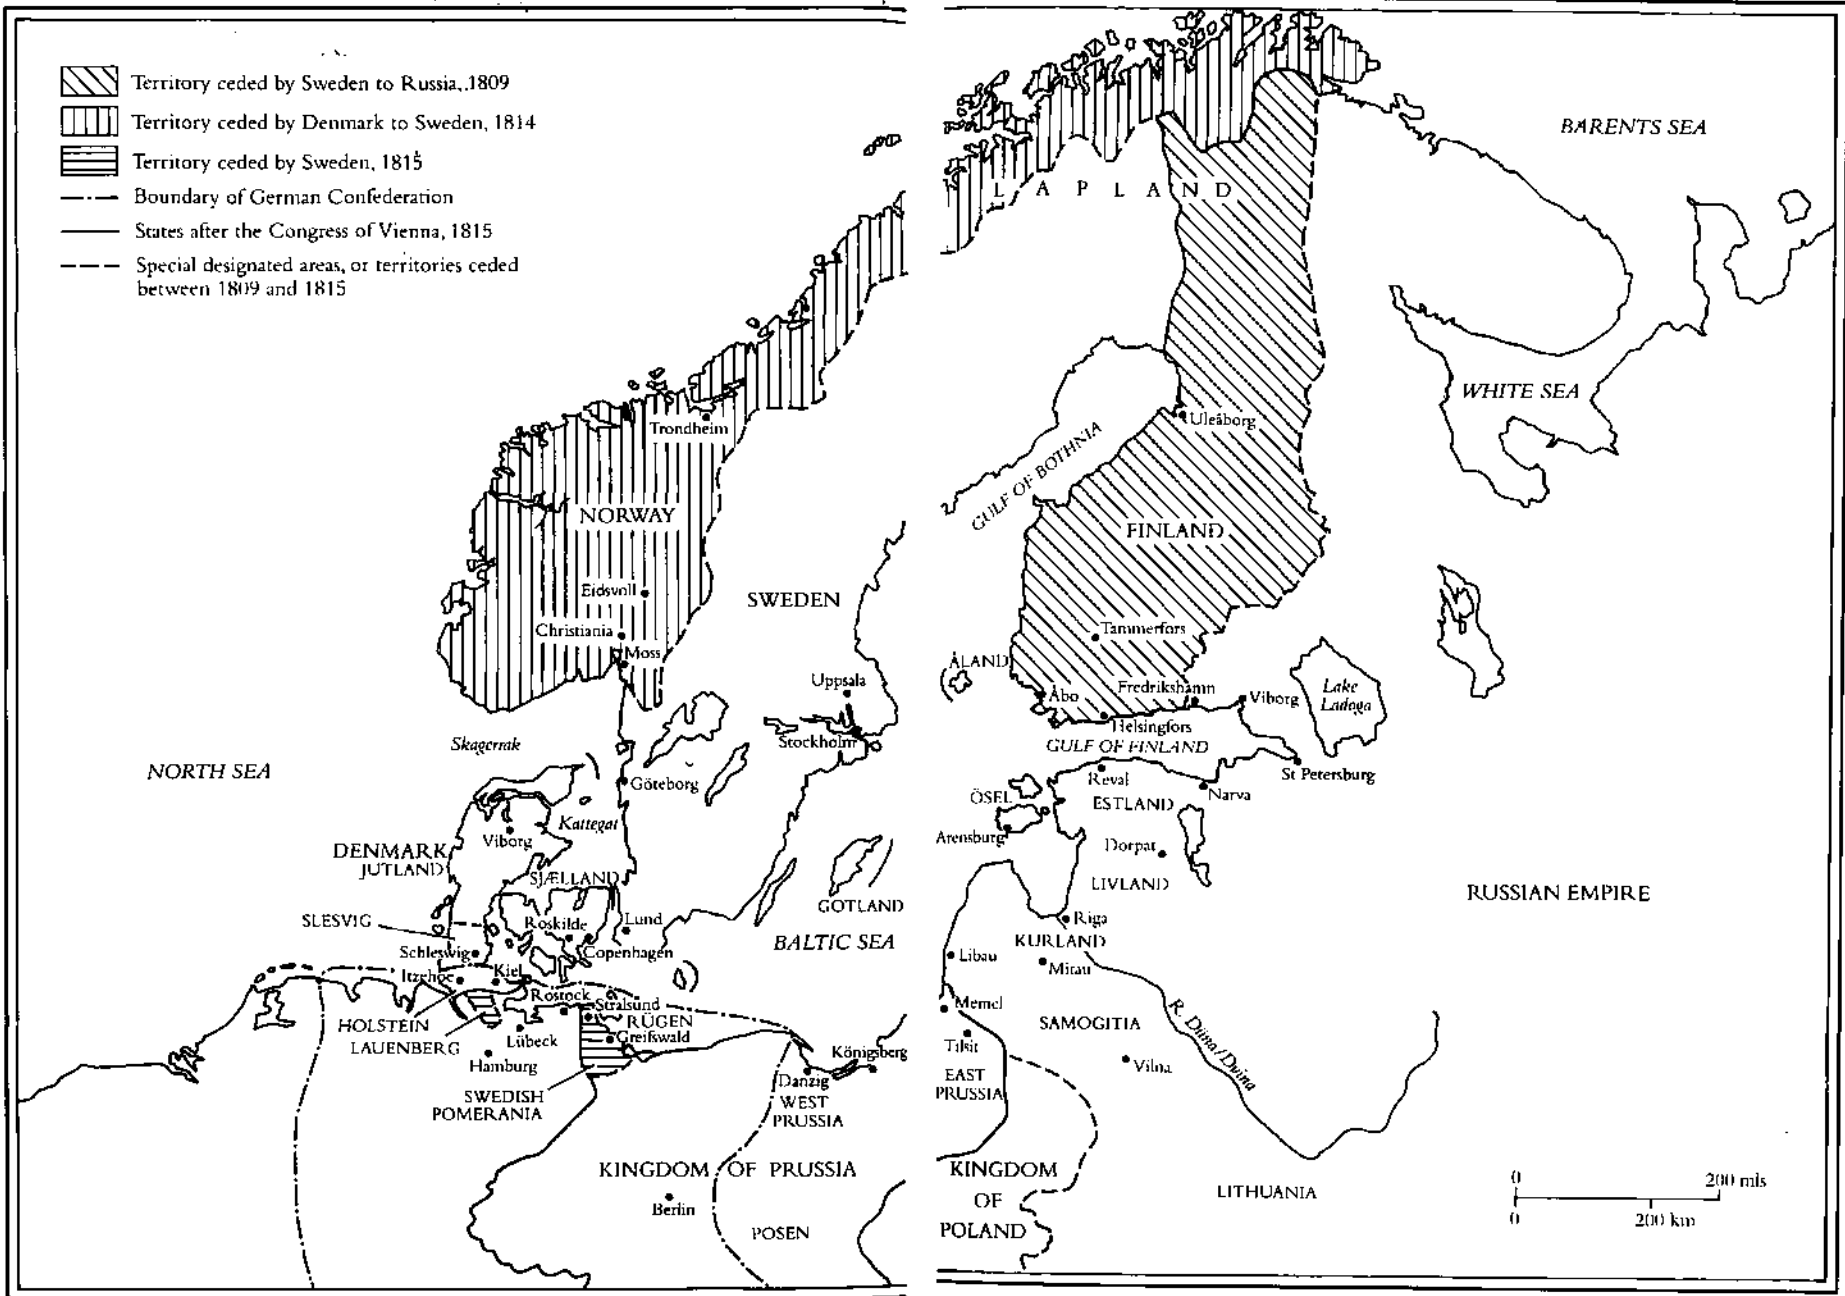 Territory ceded by Sweden to Russia, 1809
Territory ceded by Denmark to Sweden, 1814
Territory ceded by Sweden, 1815
Boundary of German Confederation
States after the Congress of Vienna, 1815
Special designated areas, or territories ceded
between 1809 and 1815
BARENTS SEA
LAPLAND
WHITE SEA
Trondheim
Uleåborg
GULF OF BOTHNIA
NORWAY
FINLAND
Eidsvoll
SWEDEN
Christiania
Tammerfors
Moss
ÅLAND
Uppsala
Åbo
Fredrikshamn
Viborg
Lake
Ladoga
Helsingfors
Stockholm
Skagerrak
GULF OF FINLAND
NORTH SEA
Göteborg
Reval
St Petersburg
ÖSEL
ESTLAND
Narva
Kattegat
Viborg
Arensburg
Dorpat
DENMARK
JUTLAND
SJÆLLAND
LIVLAND
RUSSIAN EMPIRE
GOTLAND
SLESVIG
Roskilde
Lund
Riga
BALTIC SEA
KURLAND
Schleswig
Copenhagen
Libau
Mitau
Itzehoe
Kiel
Rostock
Stralsund
Memel
R. Düna/Dvina
HOLSTEIN
RÜGEN
SAMOGITIA
LAUENBERG
Lübeck
Greifswald
Tilsit
Königsberg
Hamburg
Vilna
Danzig
EAST
PRUSSIA
SWEDISH
POMERANIA
WEST
PRUSSIA
KINGDOM OF PRUSSIA
KINGDOM
OF
POLAND
LITHUANIA
Berlin
POSEN
0
200 mls
0
200 km